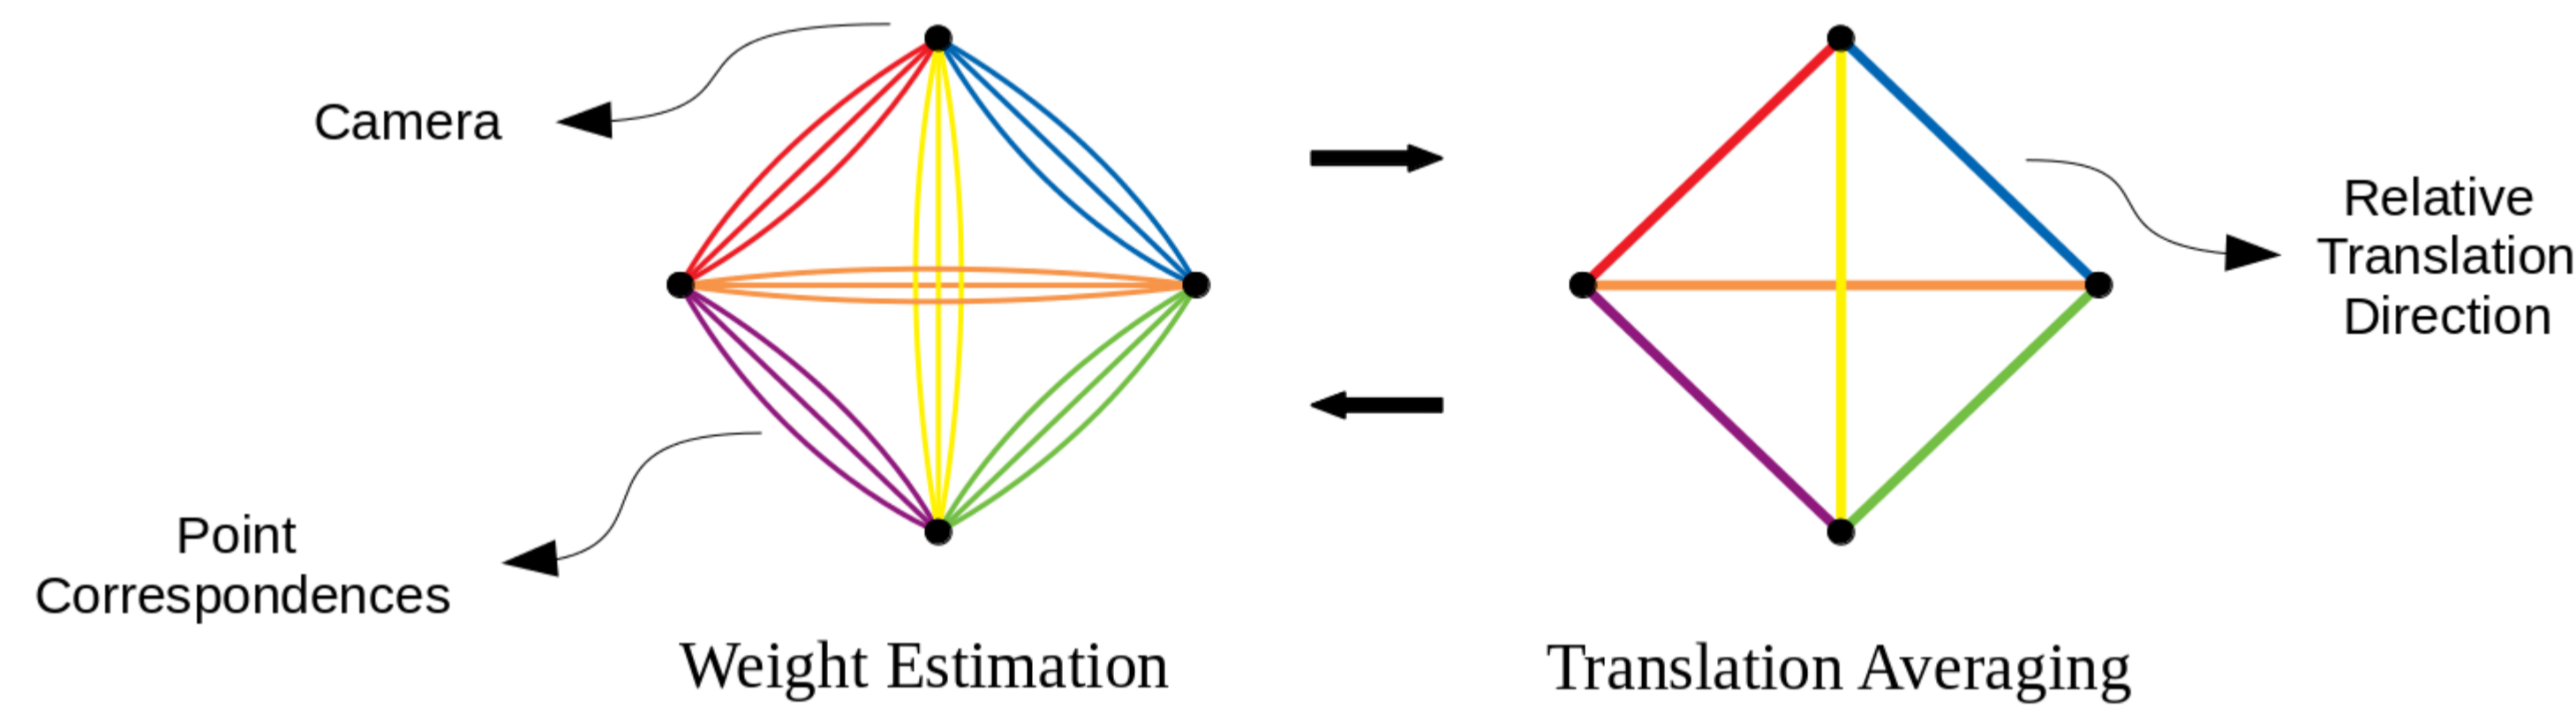 Camera
Relative
Translation
Direction
Point
Correspondences
Weight Estimation
Translation Averaging